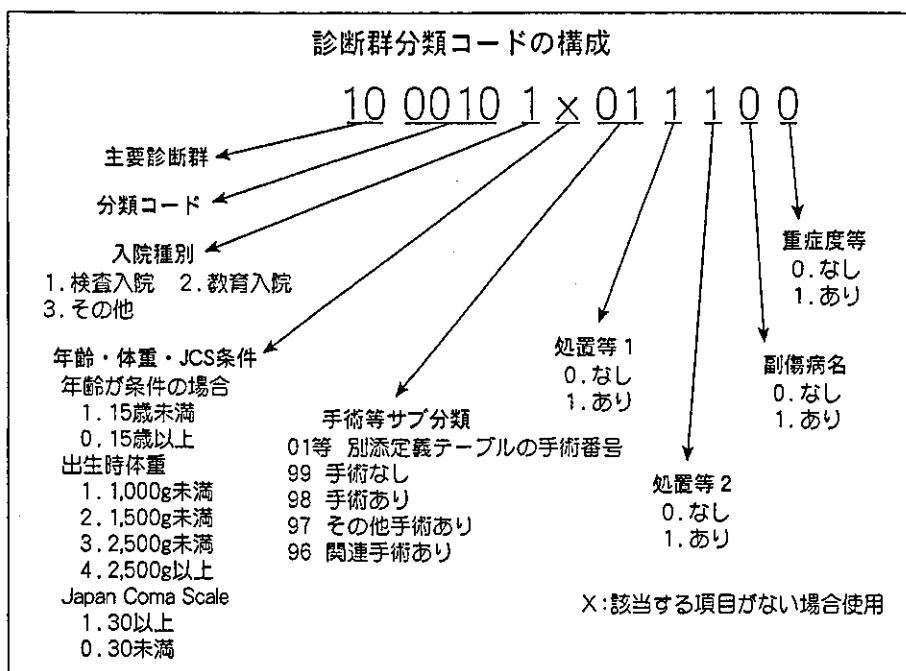 診断群分類コードの構成
10 0010 1 x 01 1 1 0 0
主要診断群
分類コード
入院種別
1.検査入院 2.教育入院
3.その他
年齢・体重・JCS条件
年齢が条件の場合
1.15歳未満
0.15歳以上
出生時体重
1.1,000g未満
2.1,500g未満
3.2,500g未満
4.2,500g以上
Japan Coma Scale
1.30以上
0.30未満
手術等サブ分類
01等 別添定義テーブルの手術番号
99 手術なし
98 手術あり
97 その他手術あり
96 関連手術あり
処置等1
0.なし
1.あり
処置等2
0.なし
1.あり
副傷病名
0.なし
1.あり
重症度等
0.なし
1.あり
X:該当する項目がない場合使用